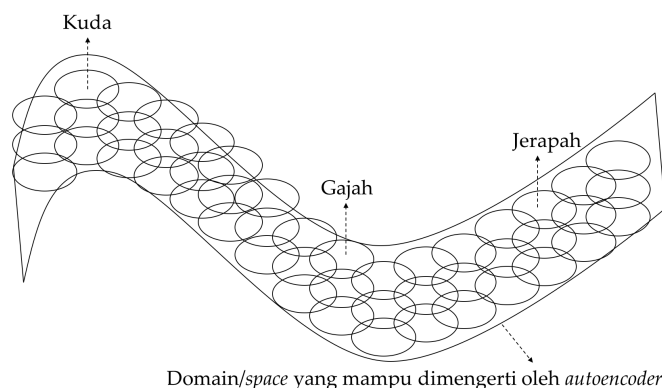 Kuda
Jerapah
Gajah
Domain/space yang mampu dimengerti oleh autoencoder